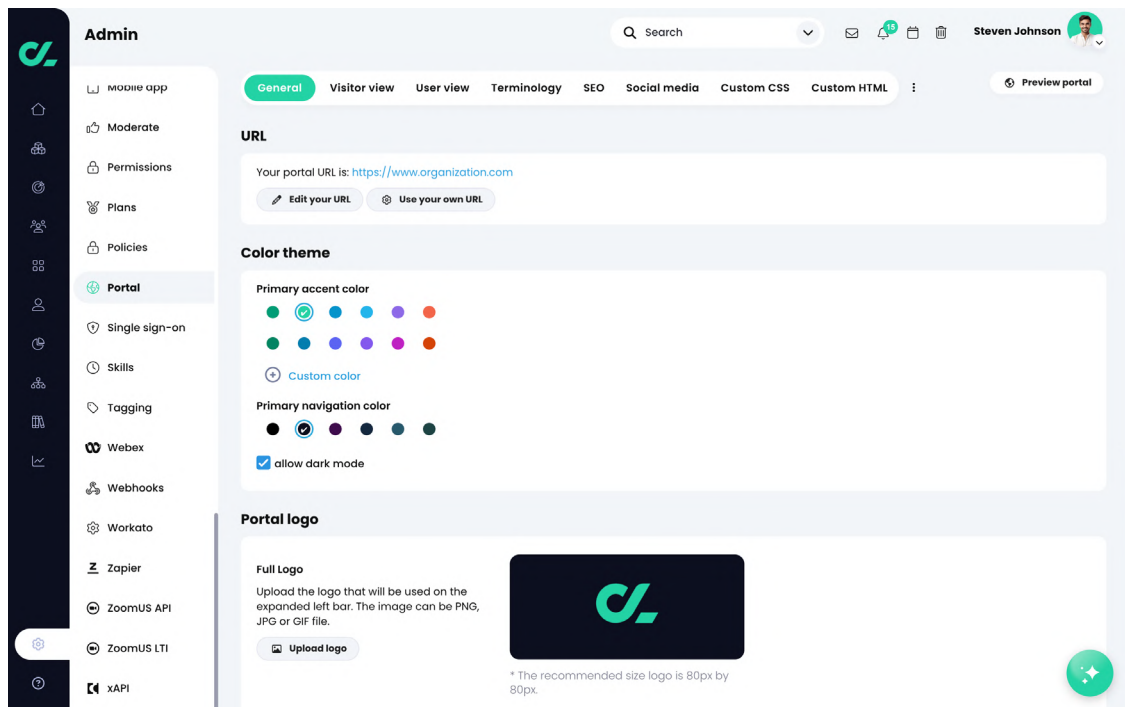 Admin
Search
15
Steven Johnson
Mobile app
Moderate
Permissions
Plans
Policies
Portal
Single sign-on
Skills
Tagging
Webex
Webhooks
Workato
Zapier
ZoomUS API
ZoomUS LTI
xAPI
General Visitor view User view Terminology SEO Social media Custom CSS Custom HTML
Preview portal
URL
Your portal URL is: https://www.organization.com
Edit your URL Use your own URL
Color theme
Primary accent color
Custom color
Primary navigation color
allow dark mode
Portal logo
Full Logo
Upload the logo that will be used on the
expanded left bar. The image can be PNG,
JPG or GIF file.
Upload logo
* The recommended size logo is 80px by
80px.